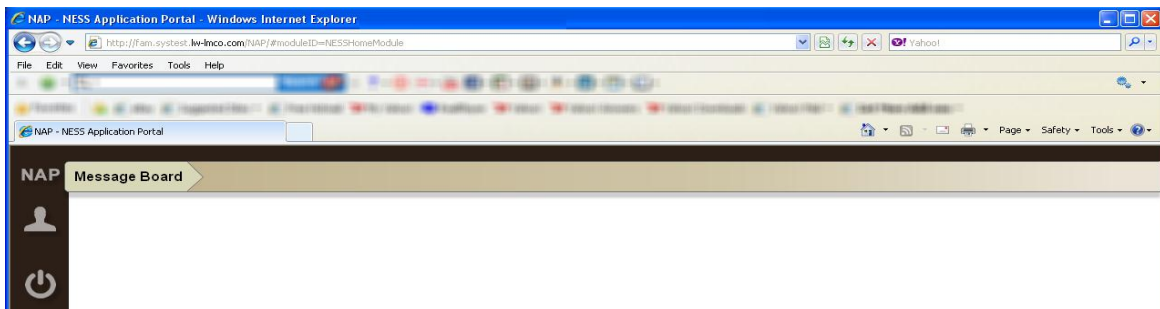 NAP - NESS Application Portal - Windows Internet Explorer
http://fam.systest.lw-lmco.com/NAP/#moduleID=NESSHomeModule
Yahoo!
File Edit View Favorites Tools Help
NAP - NESS Application Portal
Page Safety Tools
NAP Message Board